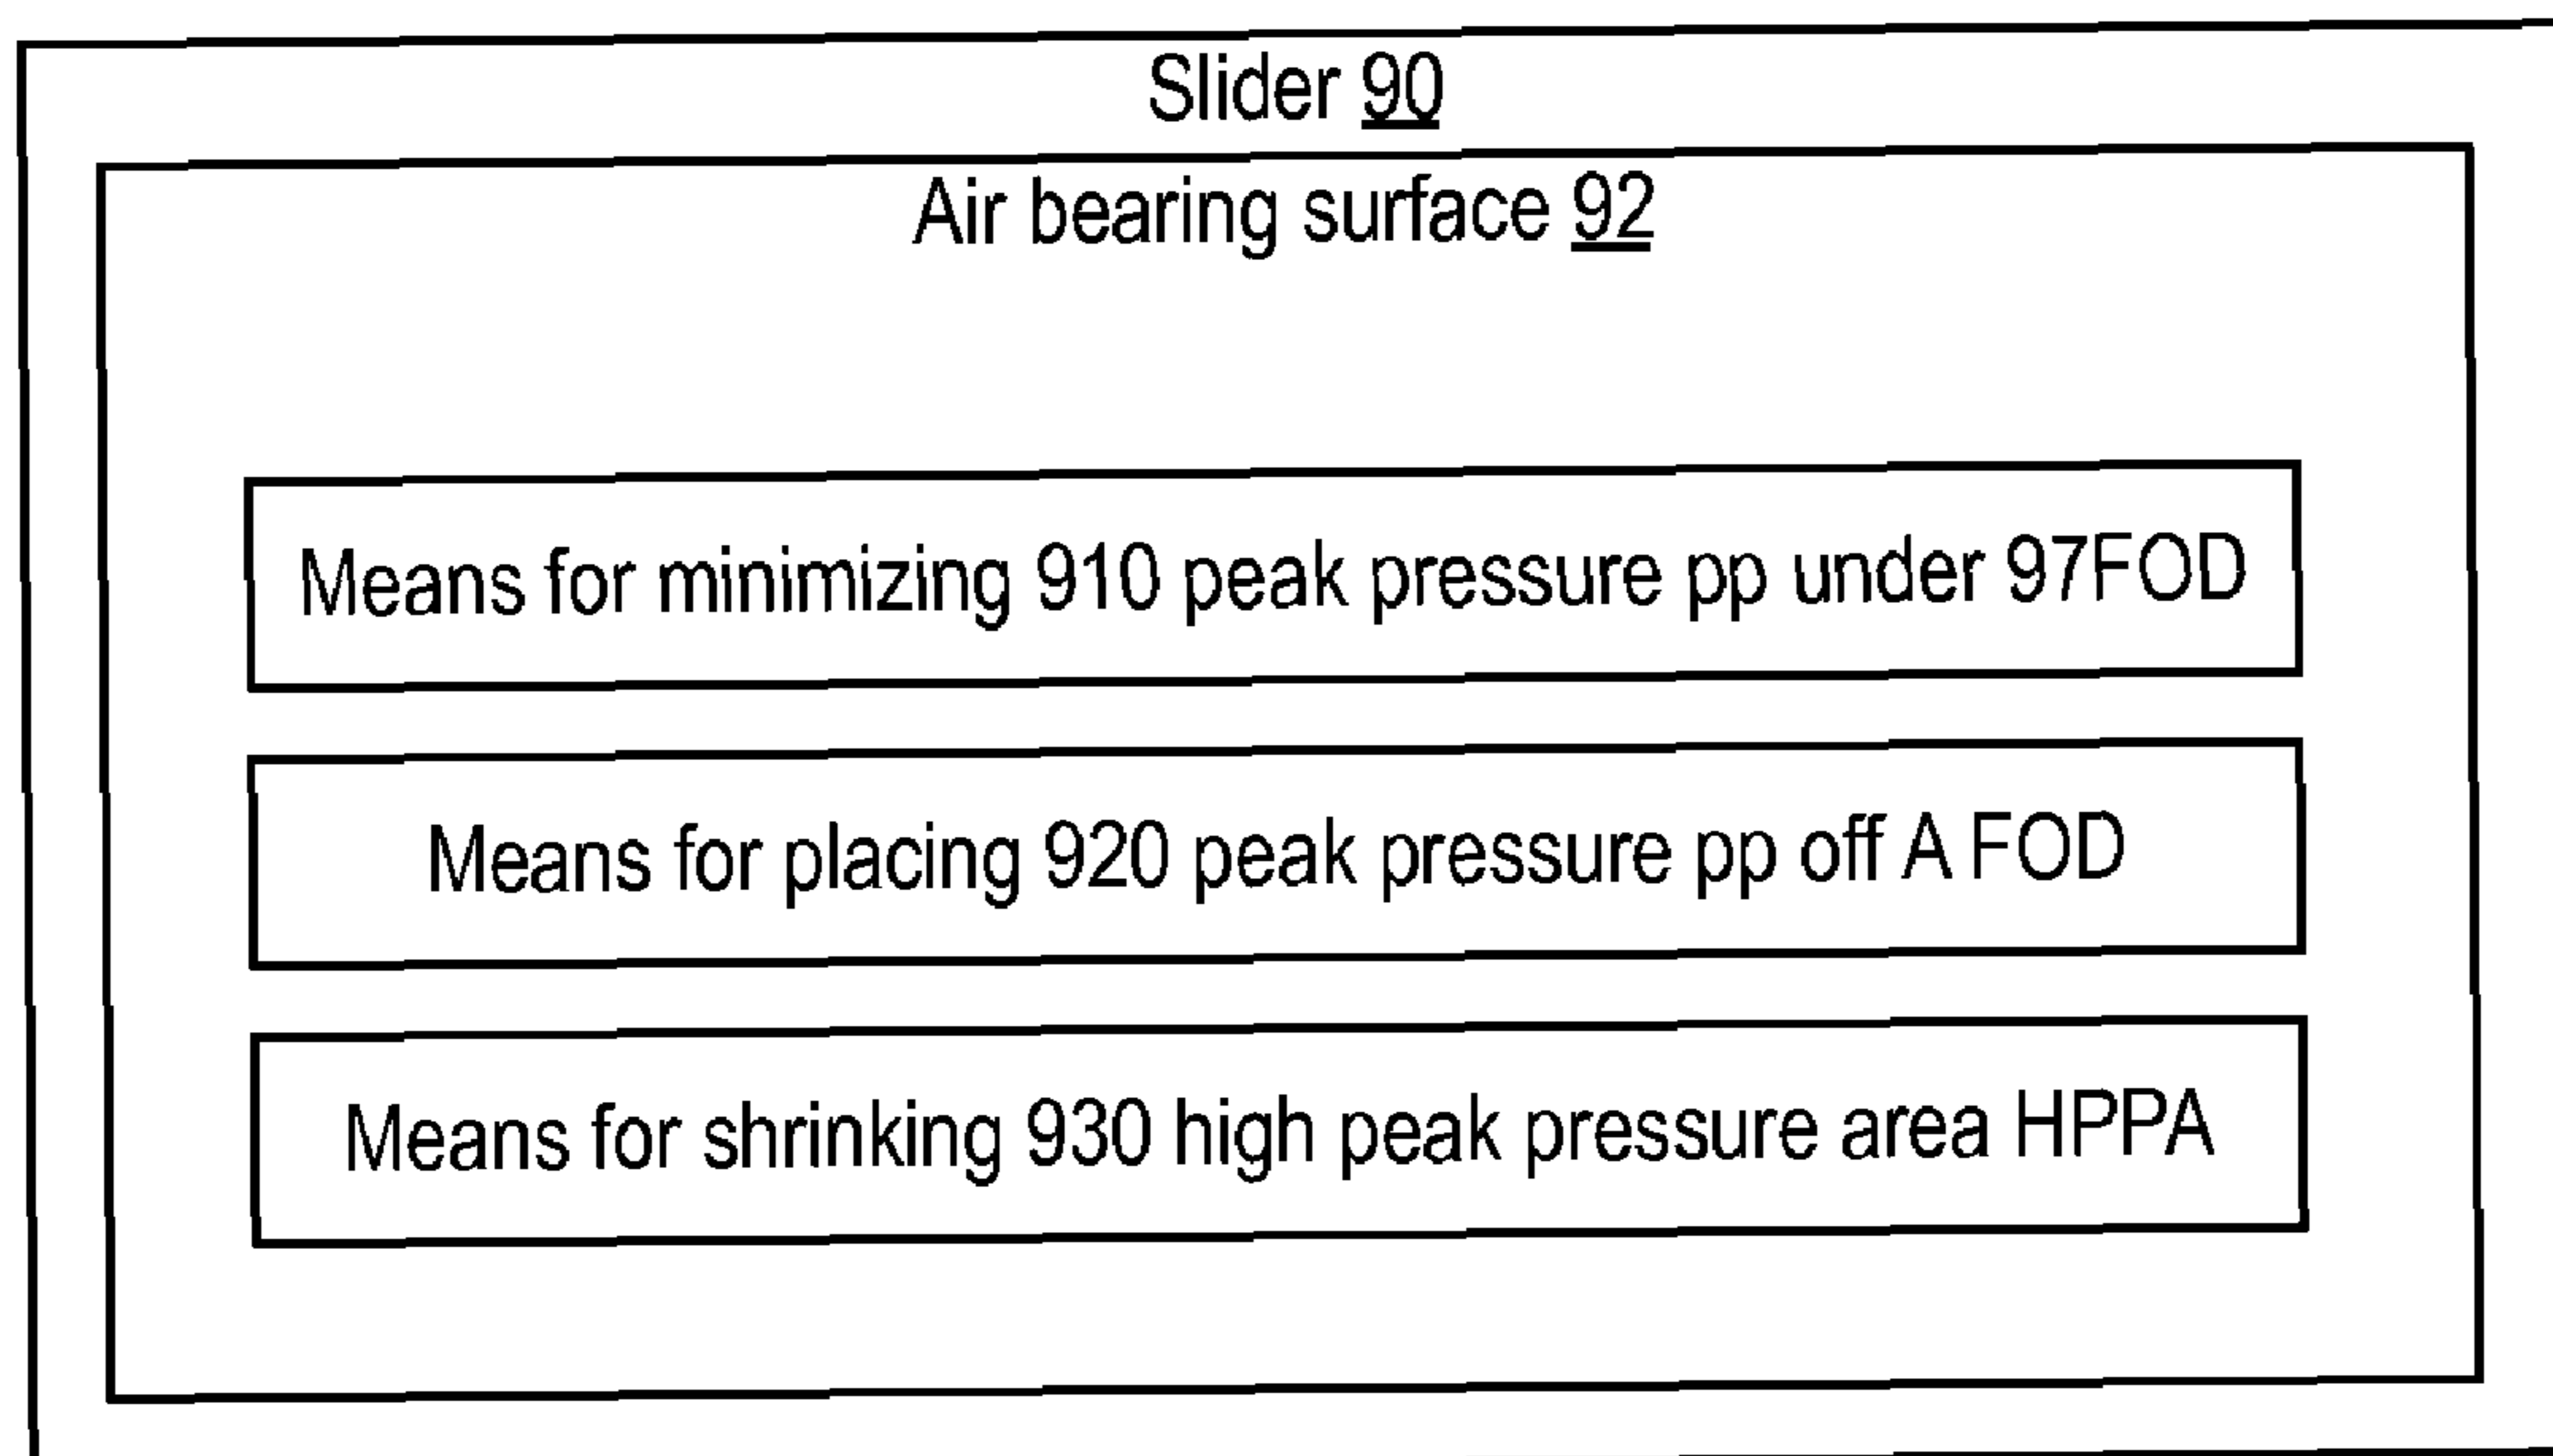 Slider 90
Air bearing surface 92
Means for minimizing 910 peak pressure pp under 97FOD
Means for placing 920 peak pressure pp off A FOD
Means for shrinking 930 high peak pressure area HPPA